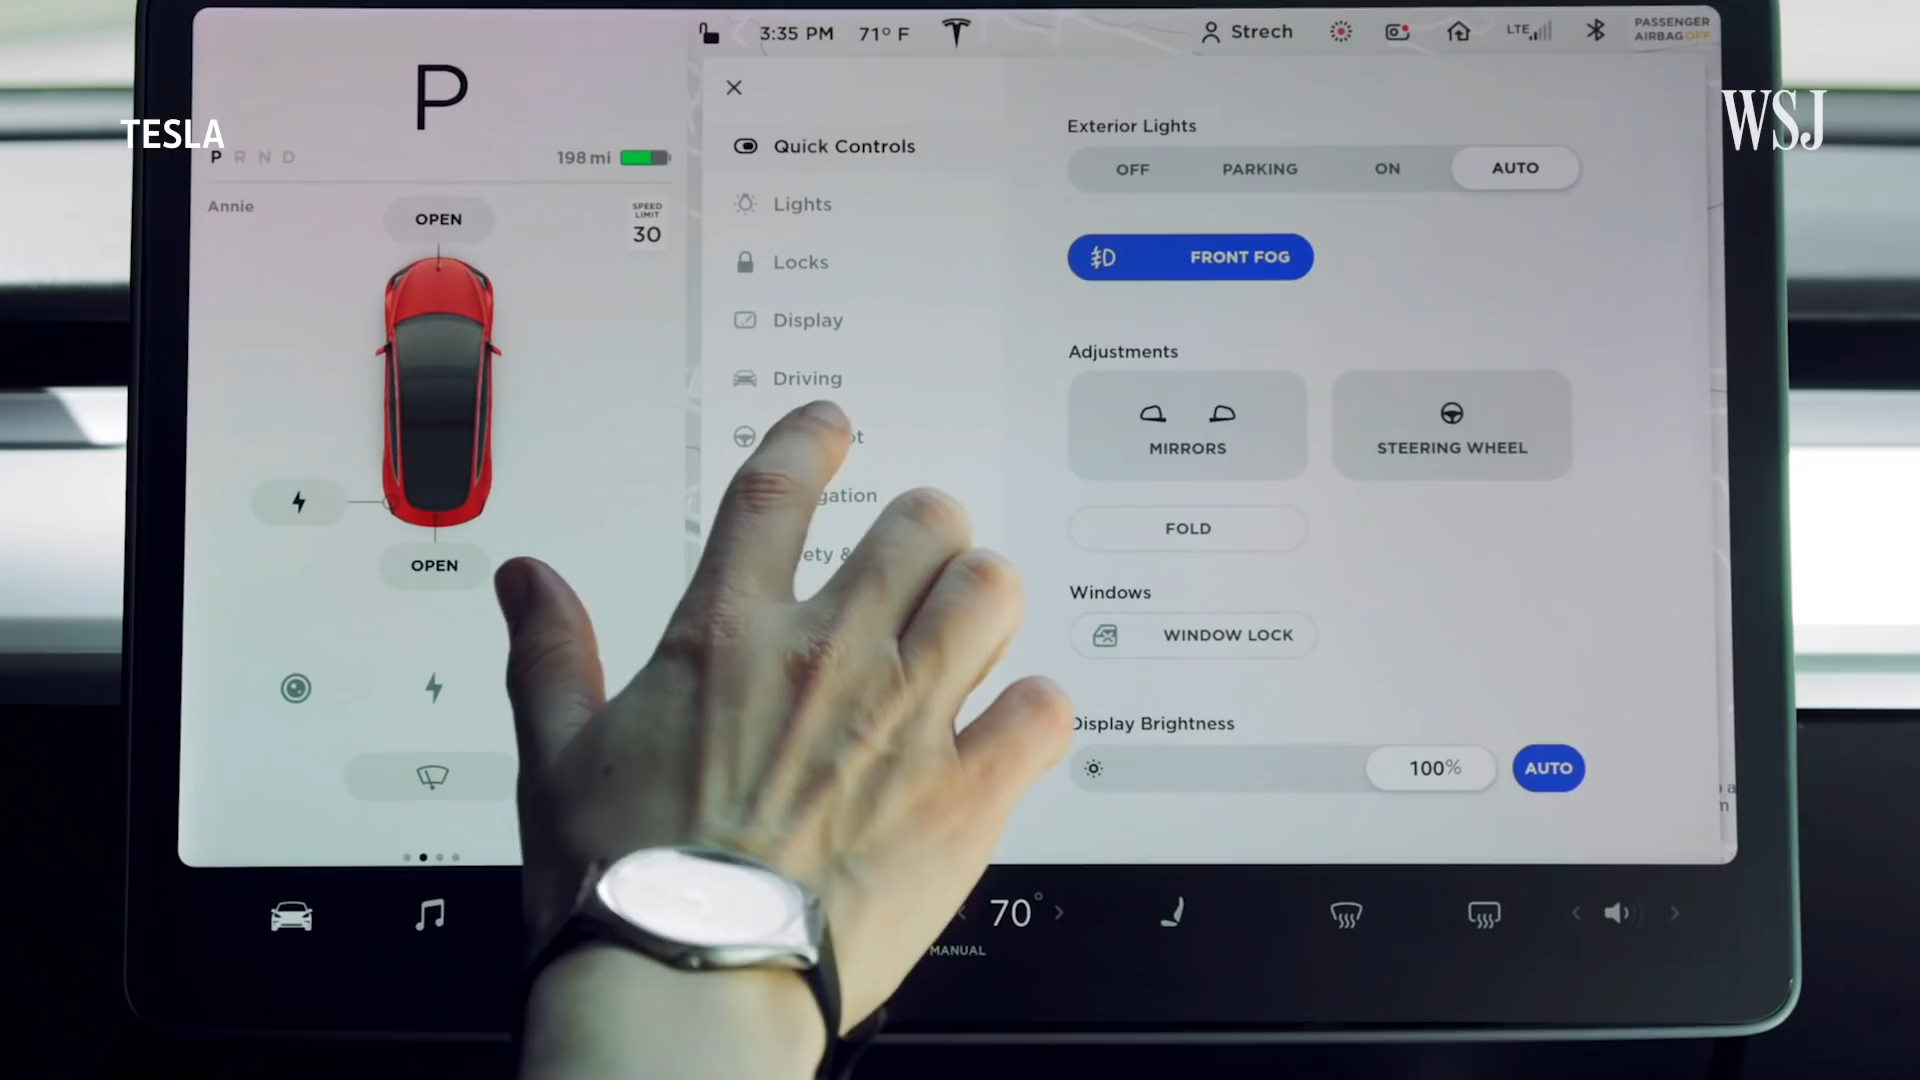 3:35 PM 71° F Strech LTE PASSENGER
AIRBAG OFF
P
TESLA
WSJ
P R N D 198 mi
Annie
OPEN
SPEED
LIMIT
30
OPEN
Quick Controls
Lights
Locks
Display
Driving
Exterior Lights
OFF PARKING ON AUTO
FRONT FOG
Adjustments
MIRRORS STEERING WHEEL
FOLD
Windows
WINDOW LOCK
Display Brightness
100% AUTO
70°
MANUAL